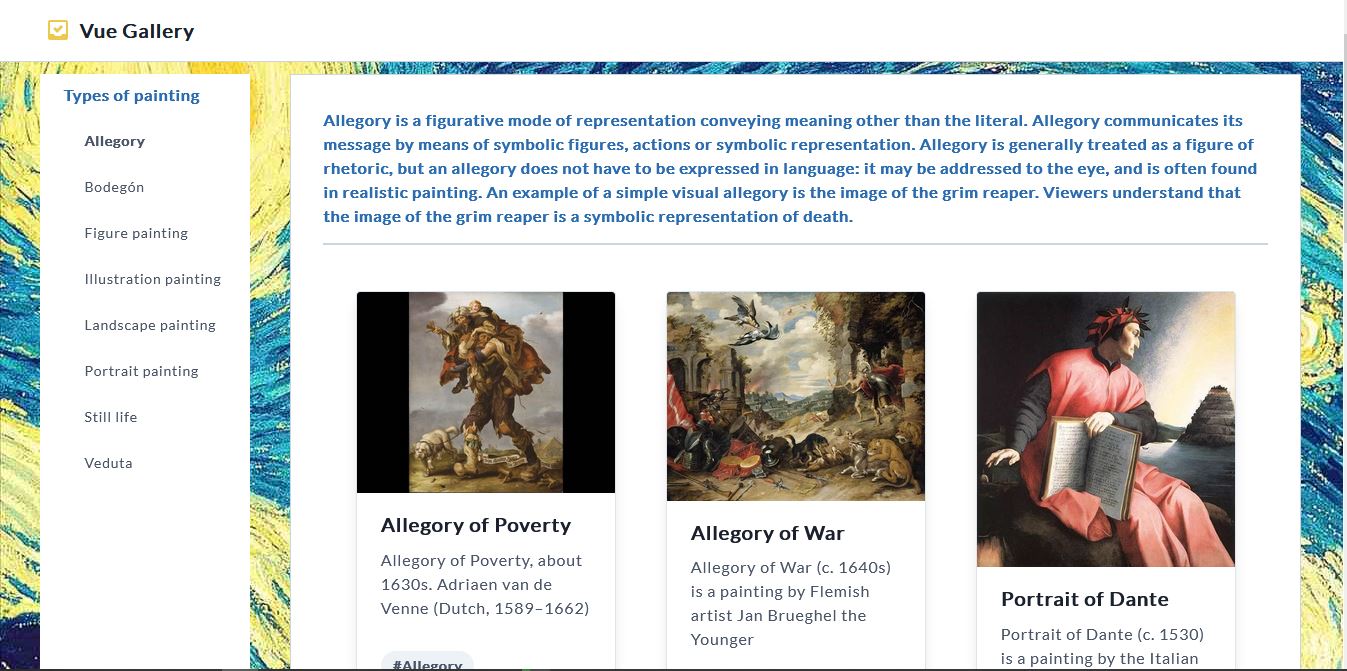 Vue Gallery
Types of painting
Allegory
Bodegón
Figure painting
Illustration painting
Landscape painting
Portrait painting
Still life
Veduta
Allegory is a figurative mode of representation conveying meaning other than the literal. Allegory communicates its
message by means of symbolic figures, actions or symbolic representation. Allegory is generally treated as a figure of
rhetoric, but an allegory does not have to be expressed in language: it may be addressed to the eye, and is often found
in realistic painting. An example of a simple visual allegory is the image of the grim reaper. Viewers understand that
the image of the grim reaper is a symbolic representation of death.
Allegory of Poverty
Allegory of Poverty, about
1630s. Adriaen van de
Venne (Dutch, 1589–1662)
#Allegory
Allegory of War
Allegory of War (c. 1640s)
is a painting by Flemish
artist Jan Brueghel the
Younger
Portrait of Dante
Portrait of Dante (c. 1530)
is a painting by the Italian